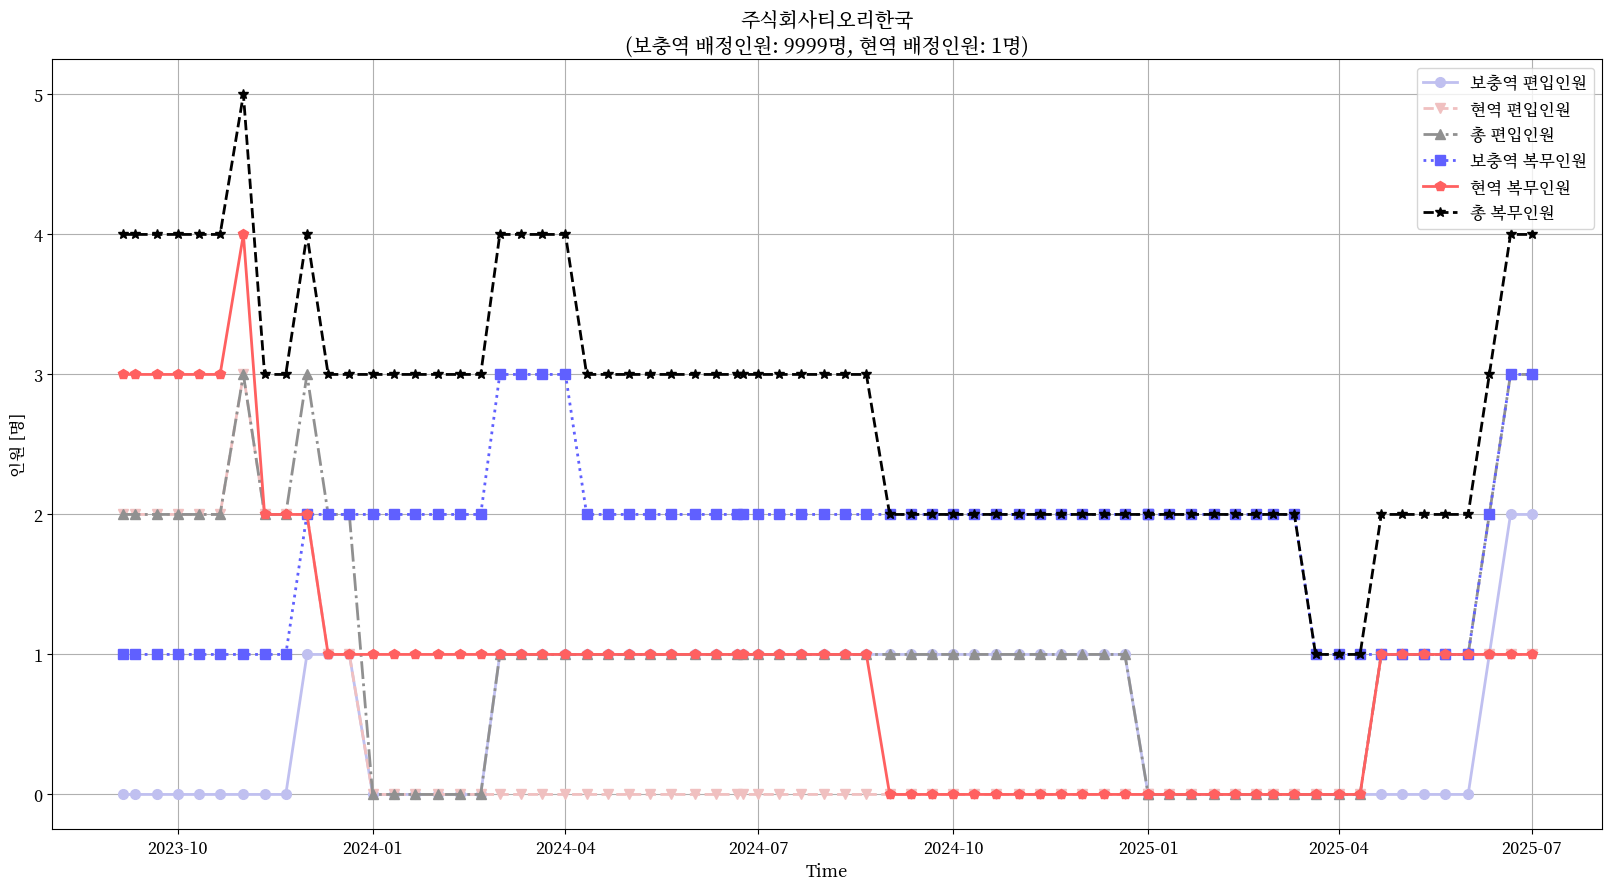 주식회사티오리한국
(보충역 배정인원: 9999명, 현역 배정인원: 1명)
보충역 편입인원
현역 편입인원
총 편입인원
보충역 복무인원
현역 복무인원
총 복무인원
인원 [명]
5
4
3
2
1
0
2023-10
2024-01
2024-04
2024-07
2024-10
2025-01
2025-04
2025-07
Time